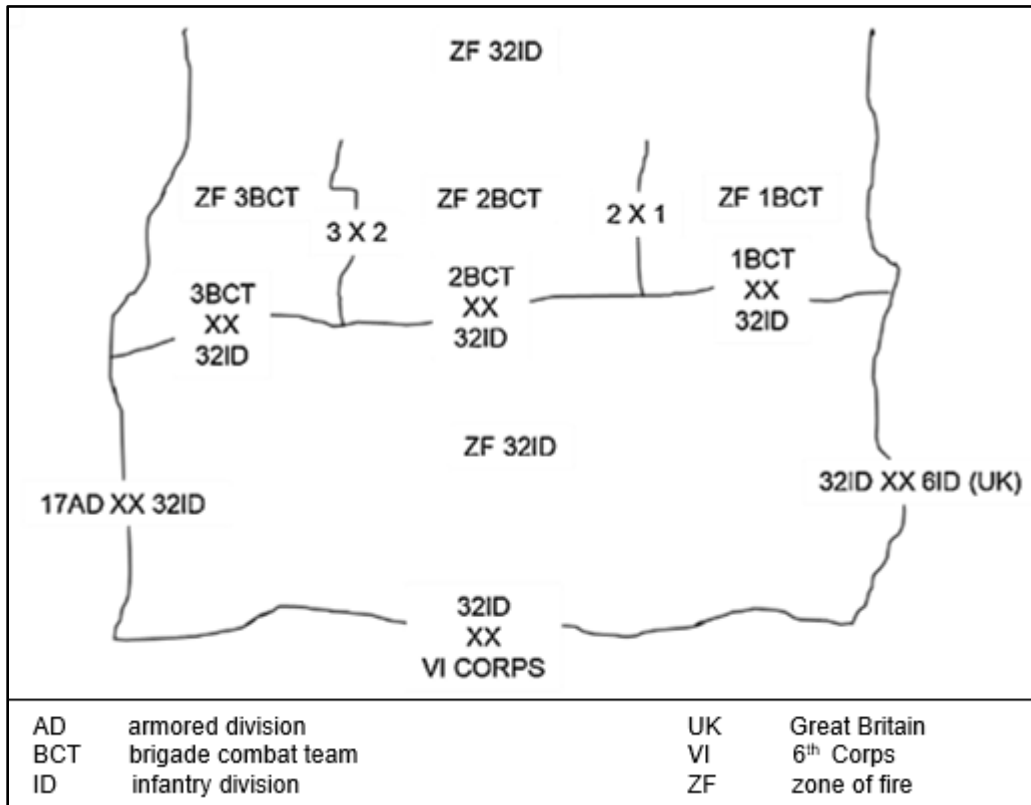 ZF 32ID
ZF 3BCT
ZF 2BCT
ZF 1BCT
3 X 2
2 X 1
3BCT
XX
32ID
2BCT
XX
32ID
1BCT
XX
32ID
ZF 32ID
17AD XX 32ID
32ID XX 6ID (UK)
32ID
XX
VI CORPS
AD armored division
BCT brigade combat team
ID infantry division
UK Great Britain
VI 6th Corps
ZF zone of fire